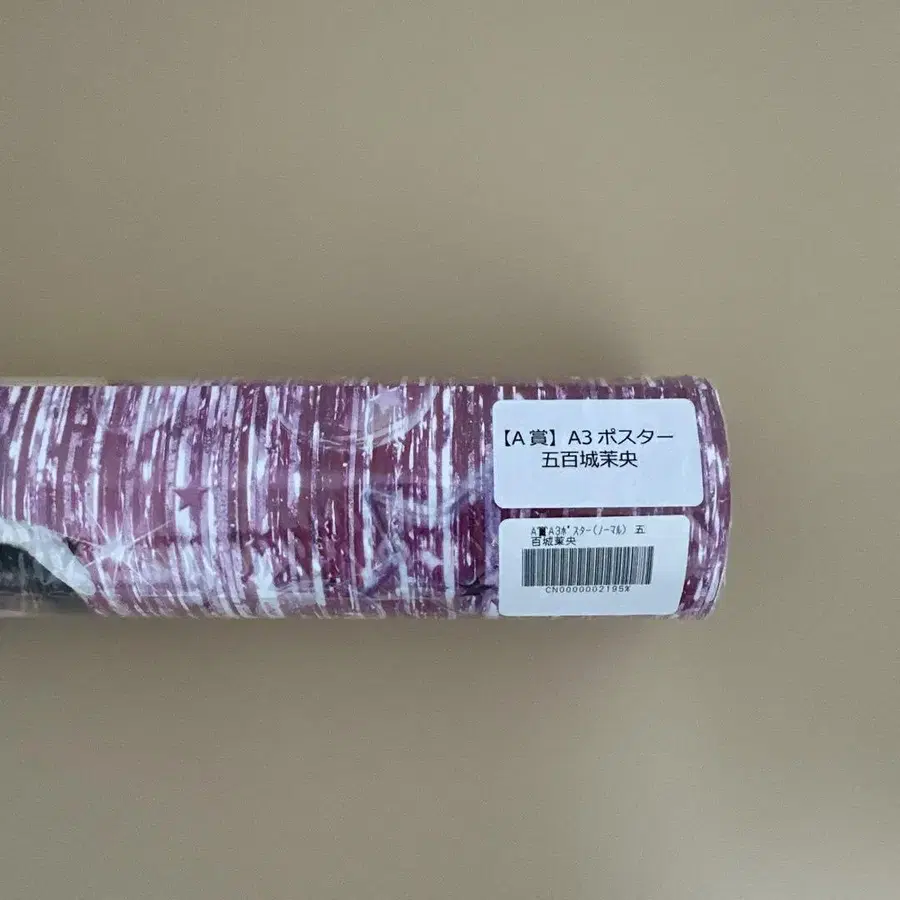 【A賞】A3ポスター
五百城茉央
A賞A3ﾎﾟｽﾀｰ(ﾉｰﾏﾙ) 五
百城茉央
CN0000002195%